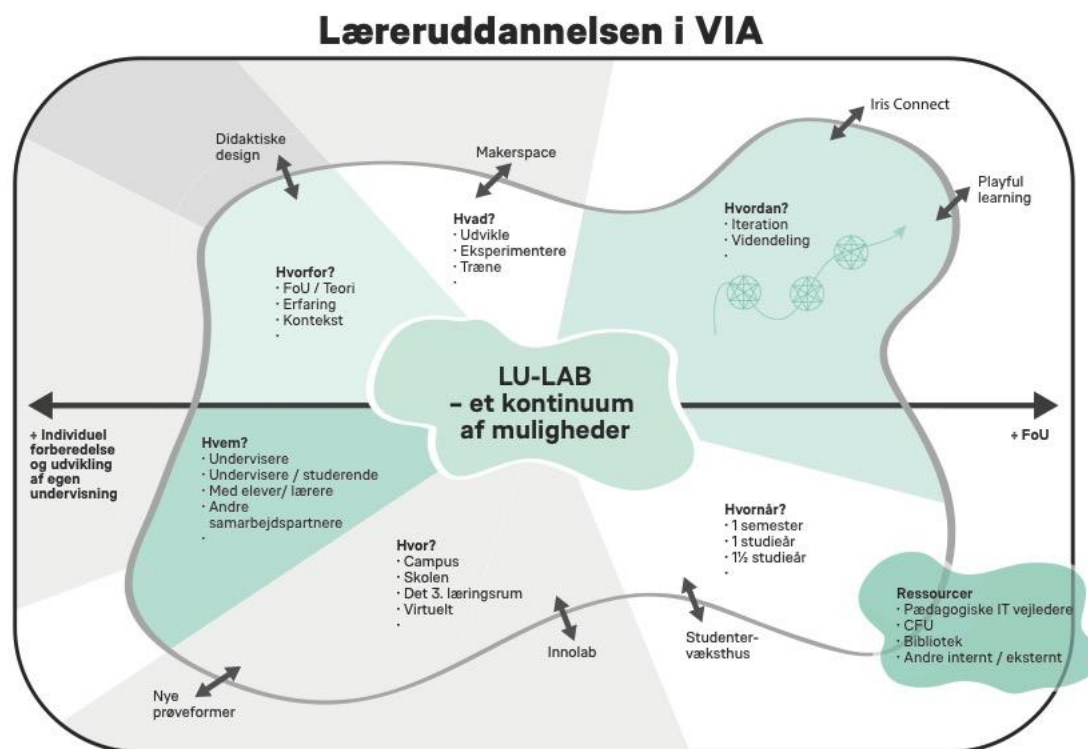 Læreruddannelsen i VIA
Didaktiske
design
Makerspace
Iris Connect
Playful
learning
Hvorfor?
· FoU / Teori
· Erfaring
· Kontekst
·
Hvad?
· Udvikle
· Eksperimentere
· Træne
·
Hvordan?
· Iteration
· Videndeling
·
LU-LAB
– et kontinuum
af muligheder
÷ Individuel
forberedelse
og udvikling
af egen
undervisning
÷ FoU
Hvem?
· Undervisere
· Undervisere / studerende
· Med elever/ lærere
· Andre
samarbejdspartnere
·
Hvor?
· Campus
· Skolen
· Det 3. læringsrum
· Virtuelt
·
Hvornår?
· 1 semester
· 1 studieår
· 1½ studieår
·
Ressourcer
· Pædagogiske IT vejledere
· CFU
· Bibliotek
· Andre internt / eksternt
Nye
prøveformer
Innolab
Studenter-
væksthus